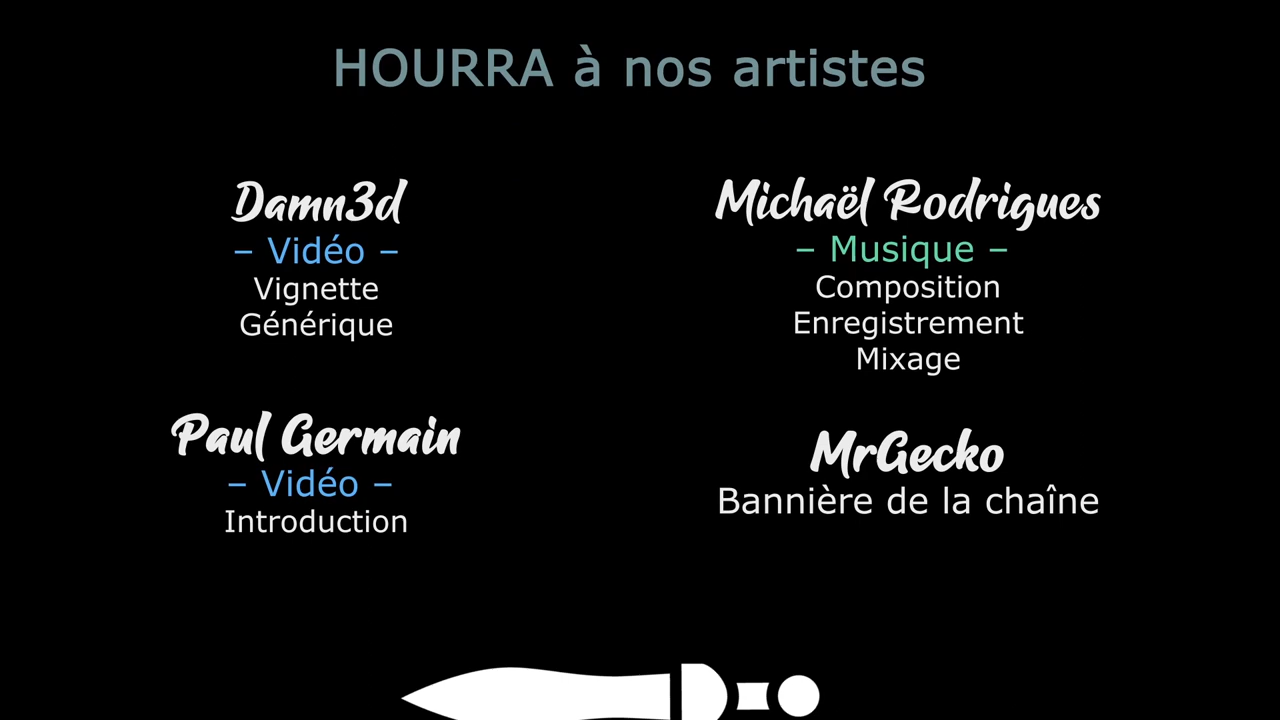 HOURRA à nos artistes
Damn3d
– Vidéo –
Vignette
Générique
Michaël Rodrigues
– Musique –
Composition
Enregistrement
Mixage
Paul Germain
– Vidéo –
Introduction
MrGecko
Bannière de la chaîne